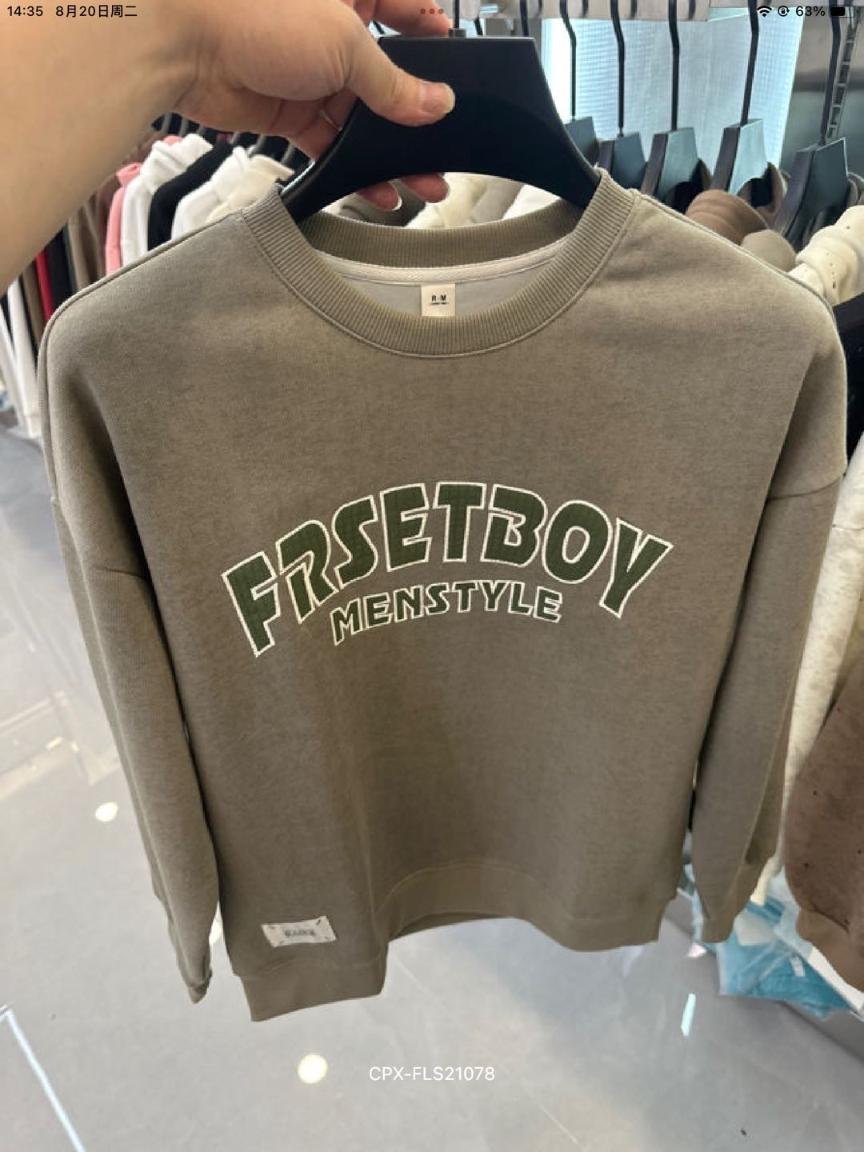 14:35 8月20日周二
63%
R·M
FRSETBOY
MENSTYLE
CPX-FLS21078